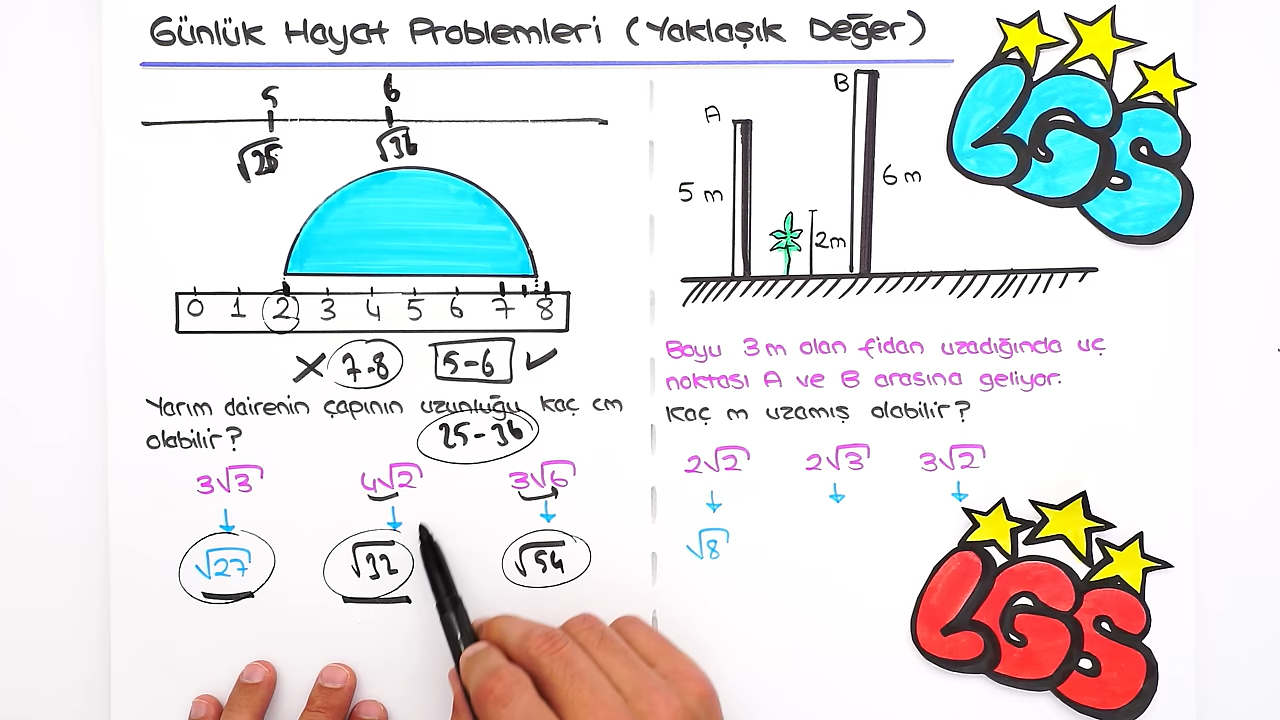 Günlük Hayat Problemleri (Yaklaşık Değer)
LGS
5 6
√25 √36
0 1 2 3 4 5 6 7 8
7-8 5-6
Yarım dairenin çapının uzunluğu kaç cm
olabilir?
25-36
3√3 4√2 3√6
√27 √32 √54
A
B
5 m
2m
6 m
Boyu 3 m olan fidan uzadığında uç
noktası A ve B arasına geliyor.
Kaç m uzamış olabilir?
2√2 2√3 3√2
√8
LGS